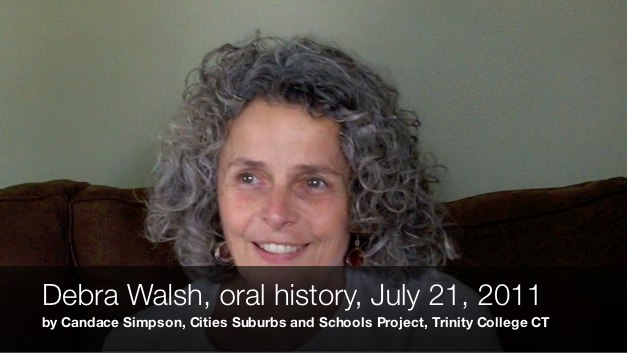 Debra Walsh, oral history, July 21, 2011
by Candace Simpson, Cities Suburbs and Schools Project, Trinity College CT